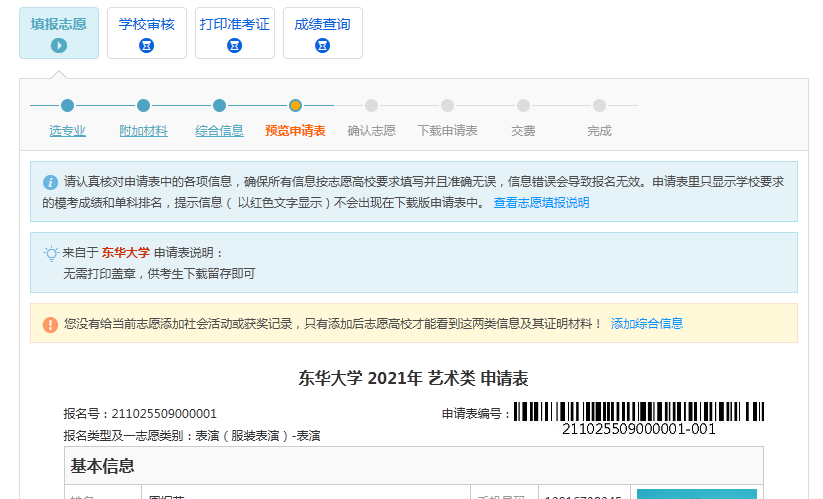 填报志愿
学校审核
打印准考证
成绩查询
选专业
附加材料
综合信息
预览申请表
确认志愿
下载申请表
交费
完成
请认真核对申请表中的各项信息，确保所有信息按志愿高校要求填写并且准确无误，信息错误会导致报名无效。申请表里只显示学校要求
的模考成绩和单科排名，提示信息（ 以红色文字显示）不会出现在下载版申请表中。 查看志愿填报说明
来自于 东华大学 申请表说明：
无需打印盖章，供考生下载留存即可
您没有给当前志愿添加社会活动或获奖记录，只有添加后志愿高校才能看到这两类信息及其证明材料！ 添加综合信息
东华大学 2021年 艺术类 申请表
报名号：211025509000001
申请表编号：
211025509000001-001
报名类型及一志愿类别：表演（服装表演）-表演
基本信息